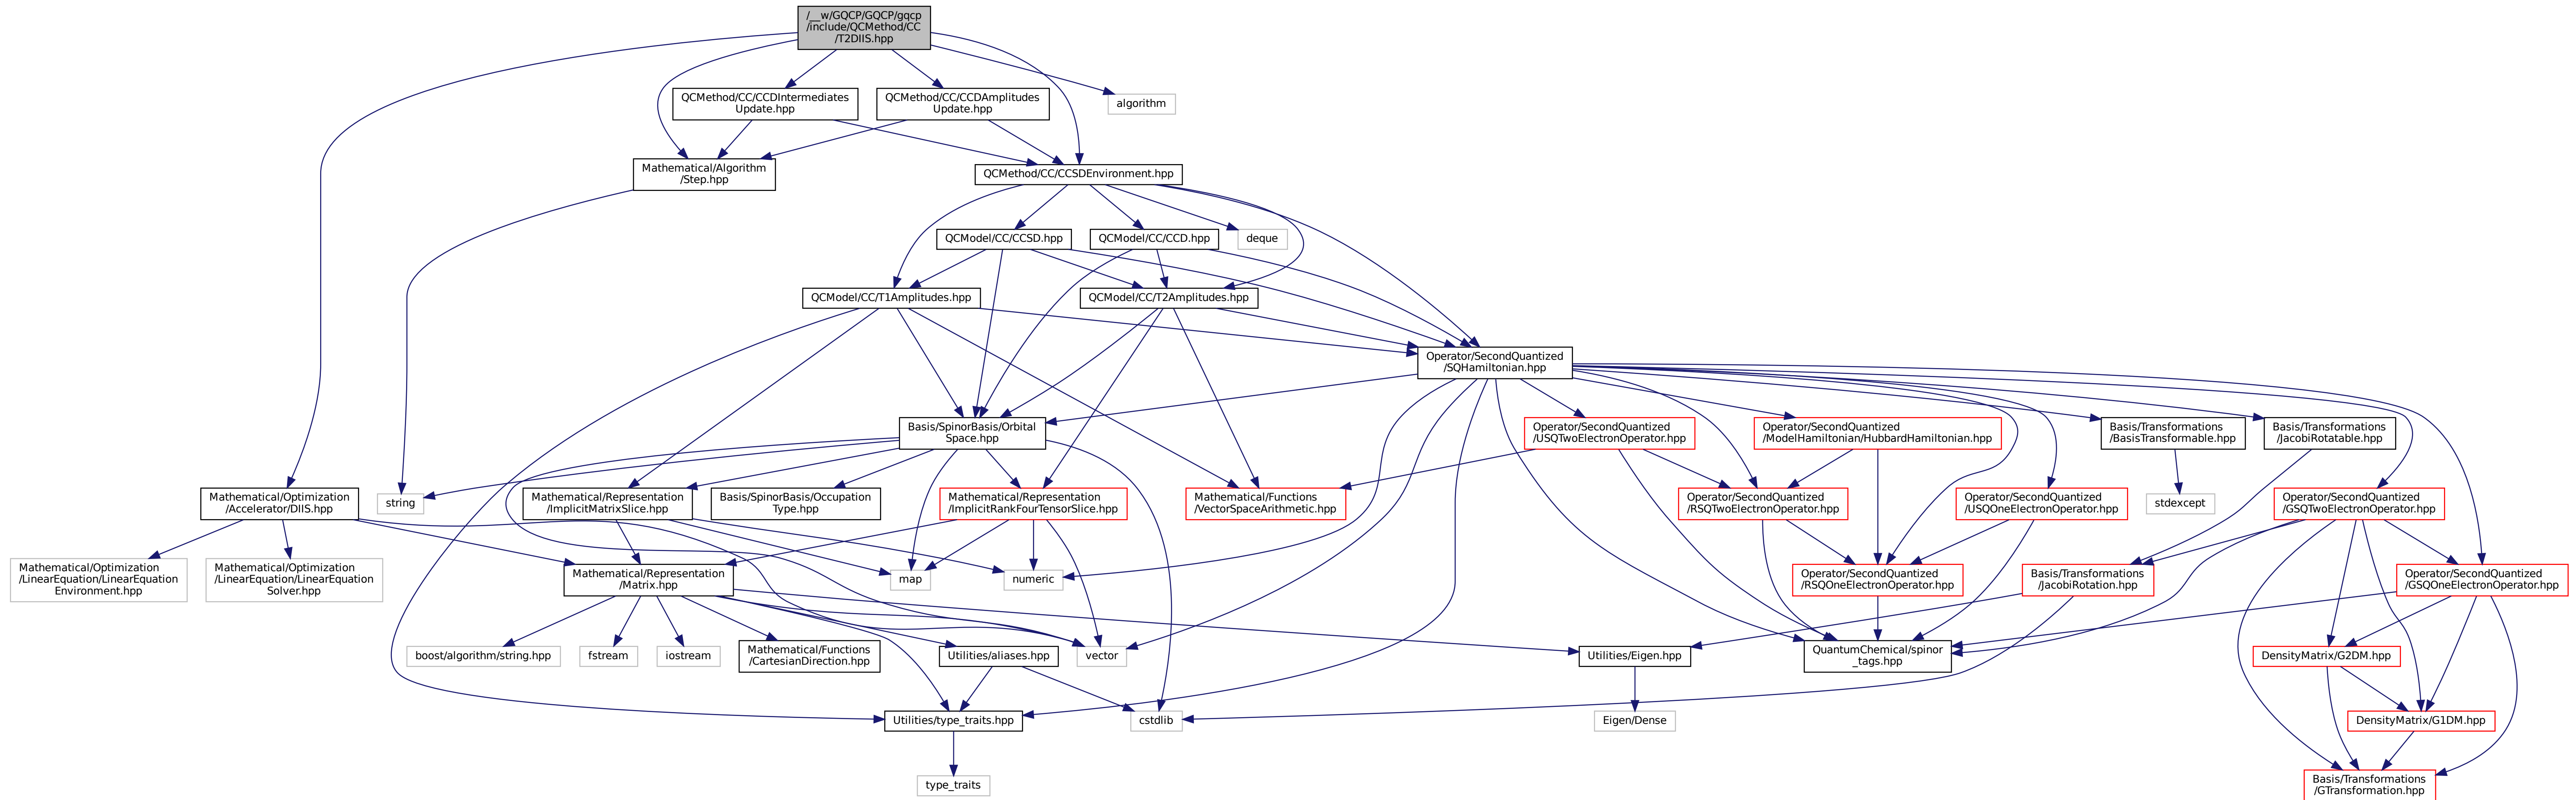 /__w/GQCP/GQCP/gqcp
/include/QCMethod/CC
/T2DIIS.hpp
QCMethod/CC/CCDIntermediates
Update.hpp
QCMethod/CC/CCDAmplitudes
Update.hpp
algorithm
Mathematical/Algorithm
/Step.hpp
QCMethod/CC/CCSDEnvironment.hpp
QCModel/CC/CCSD.hpp
QCModel/CC/CCD.hpp
deque
QCModel/CC/T1Amplitudes.hpp
QCModel/CC/T2Amplitudes.hpp
Operator/SecondQuantized
/SQHamiltonian.hpp
Basis/SpinorBasis/Orbital
Space.hpp
Operator/SecondQuantized
/USQTwoElectronOperator.hpp
Operator/SecondQuantized
/ModelHamiltonian/HubbardHamiltonian.hpp
Basis/Transformations
/BasisTransformable.hpp
Basis/Transformations
/JacobiRotatable.hpp
Mathematical/Optimization
/Accelerator/DIIS.hpp
string
Mathematical/Representation
/ImplicitMatrixSlice.hpp
Basis/SpinorBasis/Occupation
Type.hpp
Mathematical/Representation
/ImplicitRankFourTensorSlice.hpp
Mathematical/Functions
/VectorSpaceArithmetic.hpp
Operator/SecondQuantized
/RSQTwoElectronOperator.hpp
Operator/SecondQuantized
/USQOneElectronOperator.hpp
stdexcept
Operator/SecondQuantized
/GSQTwoElectronOperator.hpp
Mathematical/Optimization
/LinearEquation/LinearEquation
Environment.hpp
Mathematical/Optimization
/LinearEquation/LinearEquation
Solver.hpp
Mathematical/Representation
/Matrix.hpp
map
numeric
Operator/SecondQuantized
/RSQOneElectronOperator.hpp
Basis/Transformations
/JacobiRotation.hpp
Operator/SecondQuantized
/GSQOneElectronOperator.hpp
boost/algorithm/string.hpp
fstream
iostream
Mathematical/Functions
/CartesianDirection.hpp
Utilities/aliases.hpp
vector
Utilities/Eigen.hpp
QuantumChemical/spinor
_tags.hpp
DensityMatrix/G2DM.hpp
Utilities/type_traits.hpp
cstdlib
Eigen/Dense
DensityMatrix/G1DM.hpp
type_traits
Basis/Transformations
/GTransformation.hpp